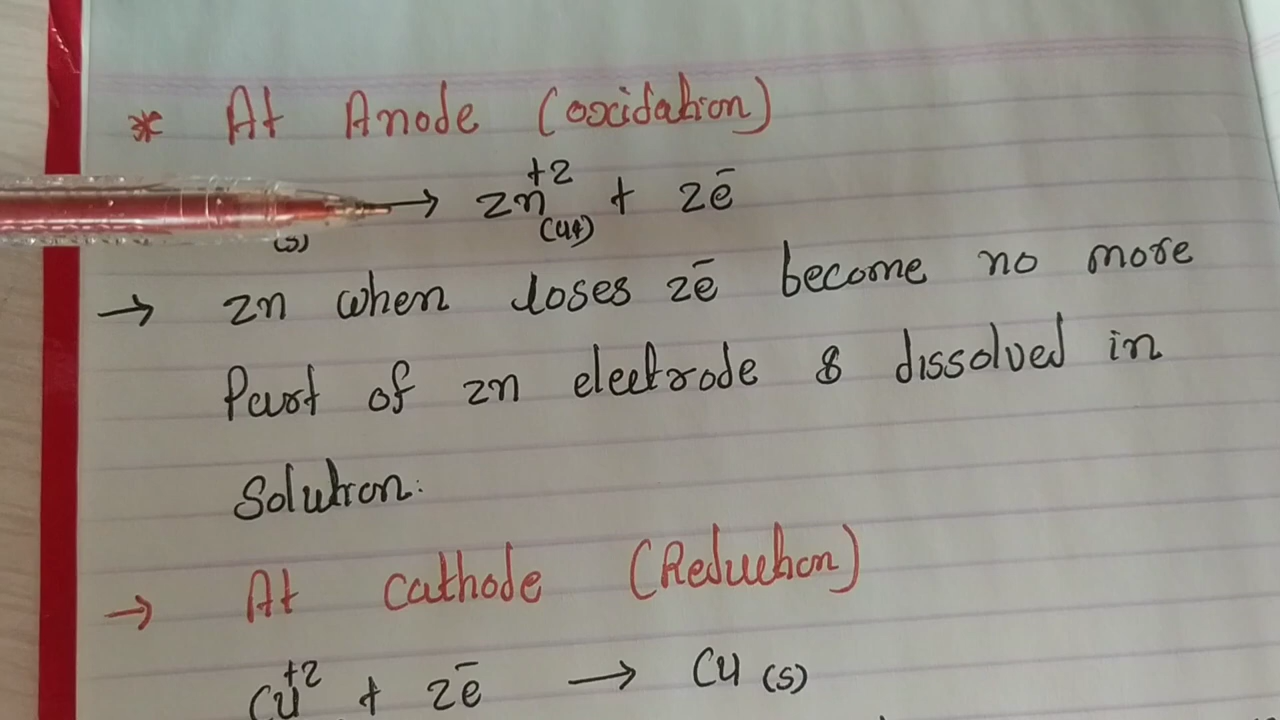 * At Anode (oxidation)
(s) → Zn+2 + 2ē
→ Zn when loses 2ē become no more
Part of Zn electrode & dissolved in
Solution.
→ At Cathode (Reduction)
Cu+2 + 2ē → Cu (s)